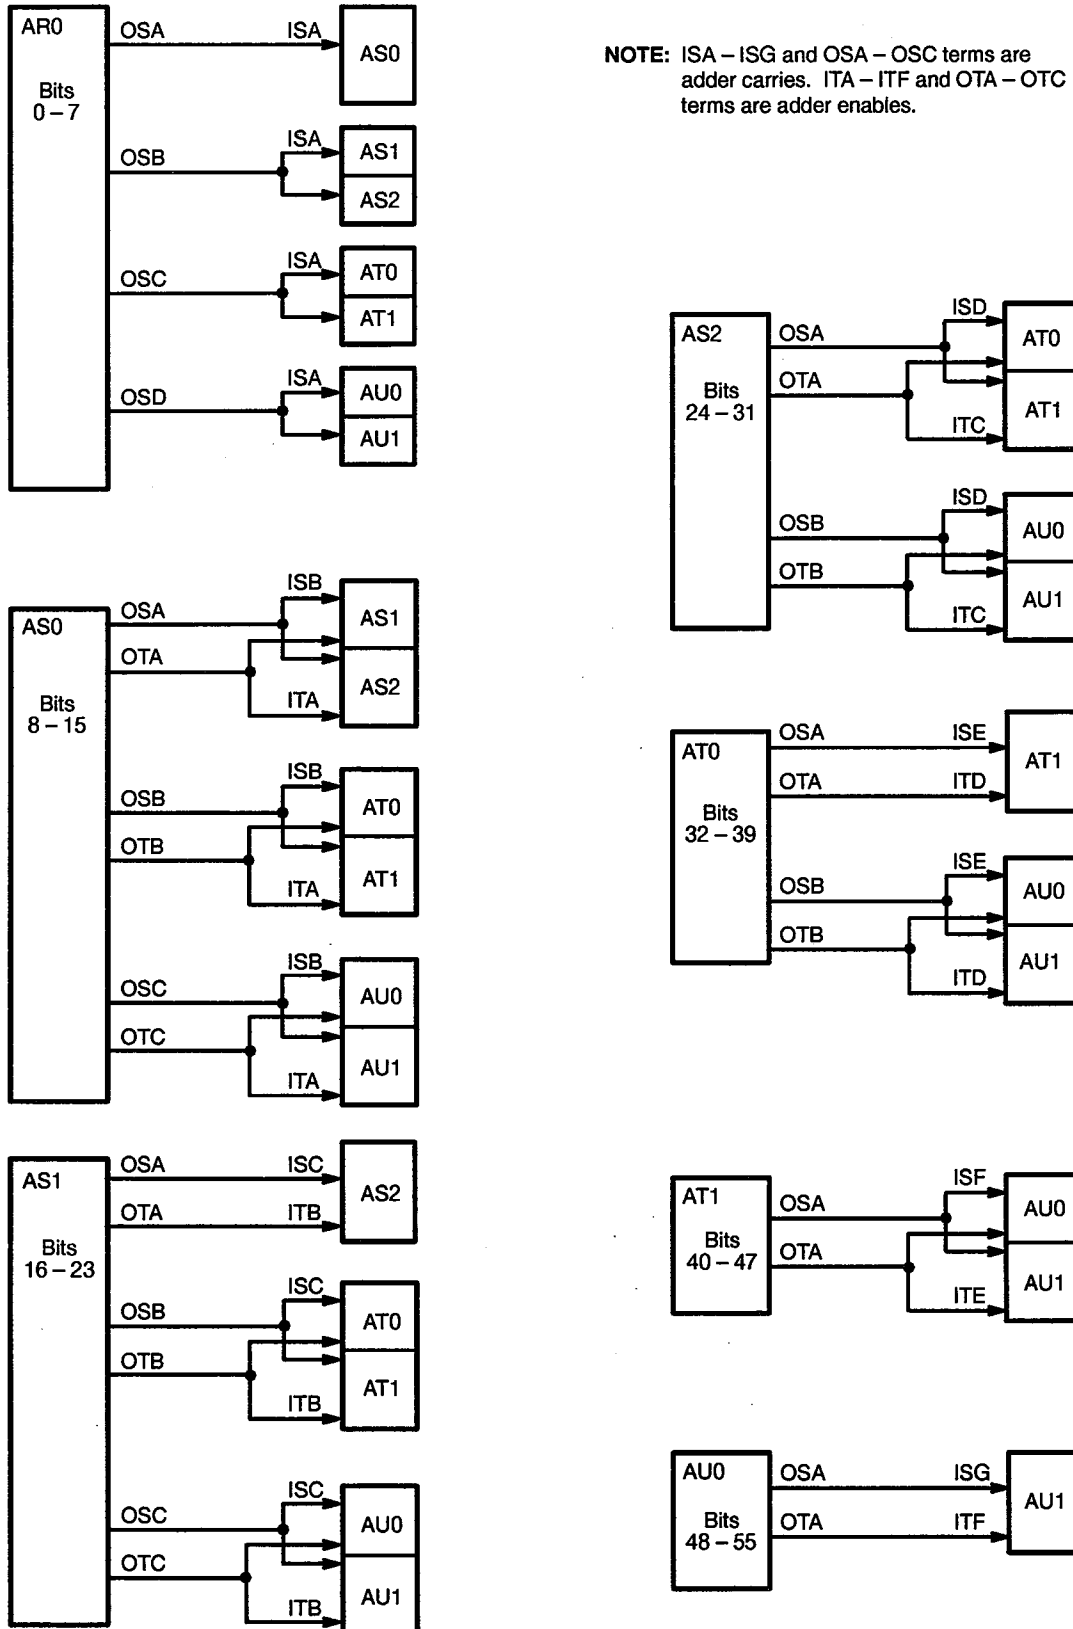 AR0
Bits
0 – 7
OSA ISA
AS0
OSB
ISA
AS1
AS2
OSC
ISA
AT0
AT1
OSD
ISA
AU0
AU1
NOTE: ISA – ISG and OSA – OSC terms are
adder carries. ITA – ITF and OTA – OTC
terms are adder enables.
AS0
Bits
8 – 15
OSA
OTA
ISB
ITA
AS1
AS2
OSB
OTB
ISB
ITA
AT0
AT1
OSC
OTC
ISB
ITA
AU0
AU1
AS1
Bits
16 – 23
OSA ISC
OTA ITB
AS2
OSB
OTB
ISC
ITB
AT0
AT1
OSC
OTC
ISC
ITB
AU0
AU1
AS2
Bits
24 – 31
OSA
OTA
ISD
ITC
AT0
AT1
OSB
OTB
ISD
ITC
AU0
AU1
AT0
Bits
32 – 39
OSA ISE
OTA ITD
AT1
OSB
OTB
ISE
ITD
AU0
AU1
AT1
Bits
40 – 47
OSA
OTA
ISF
ITE
AU0
AU1
AU0
Bits
48 – 55
OSA ISG
OTA ITF
AU1